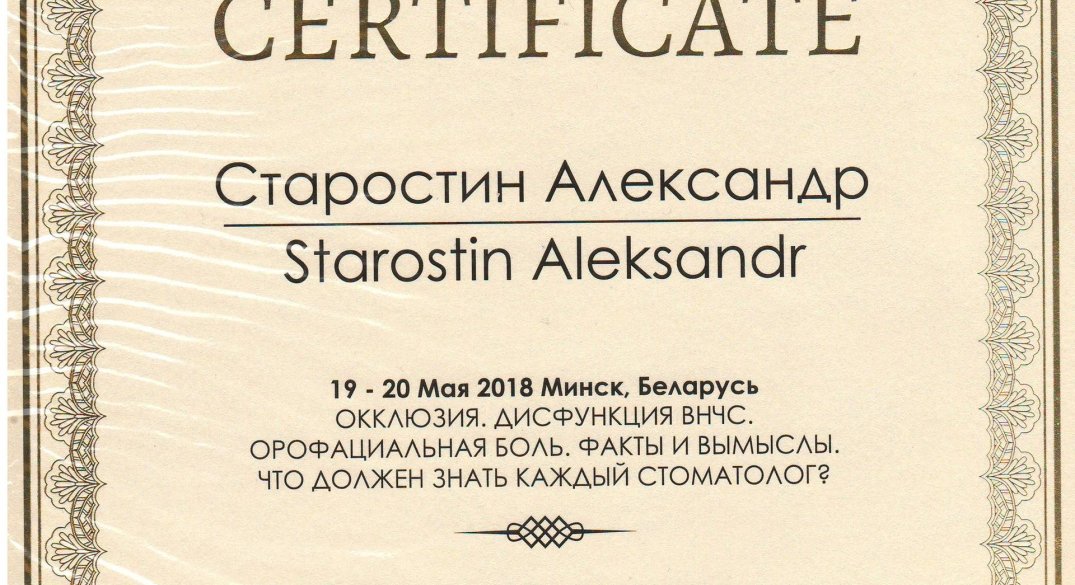 CERTIFICATE
Старостин Александр
Starostin Aleksandr
19 - 20 Мая 2018 Минск, Беларусь
ОККЛЮЗИЯ. ДИСФУНКЦИЯ ВНЧС.
ОРОФАЦИАЛЬНАЯ БОЛЬ. ФАКТЫ И ВЫМЫСЛЫ.
ЧТО ДОЛЖЕН ЗНАТЬ КАЖДЫЙ СТОМАТОЛОГ?